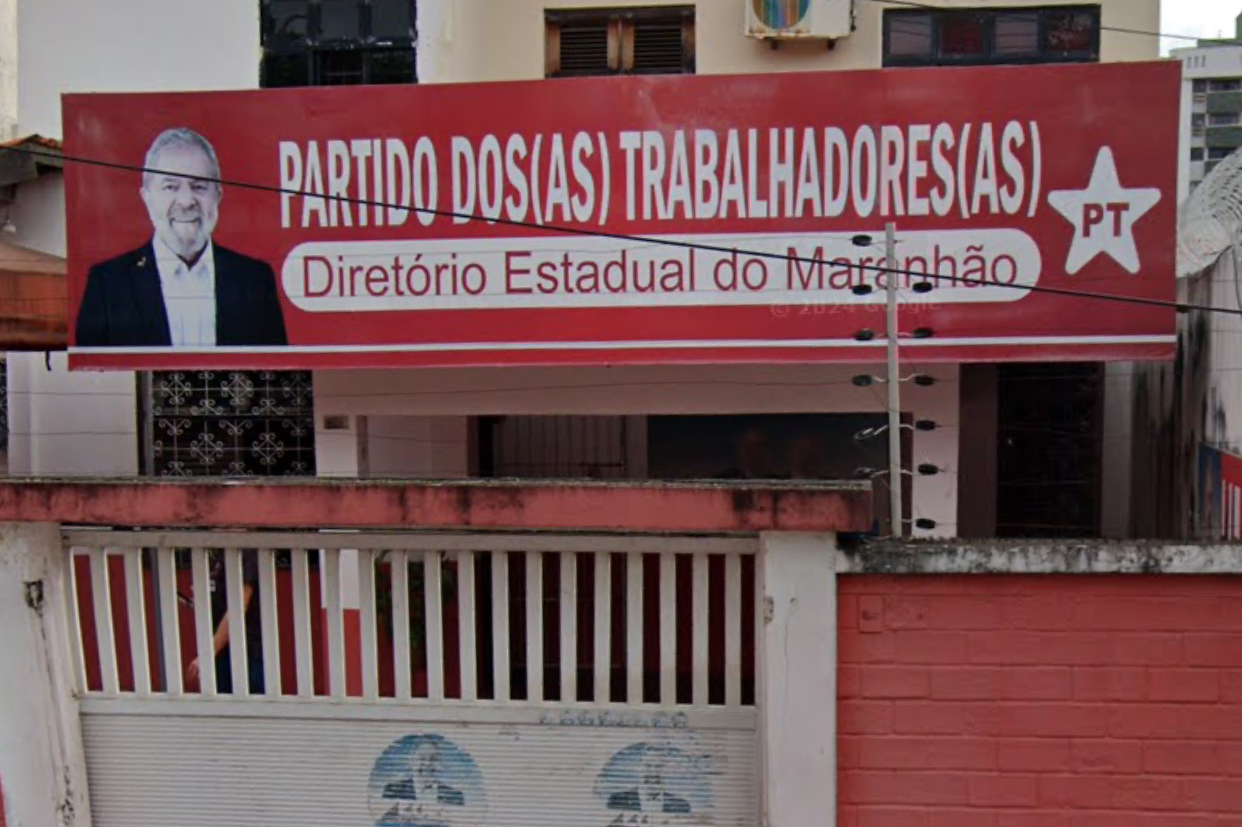 PARTIDO DOS(AS) TRABALHADORES(AS)
PT
Diretório Estadual do Maranhão
© 2024 Google